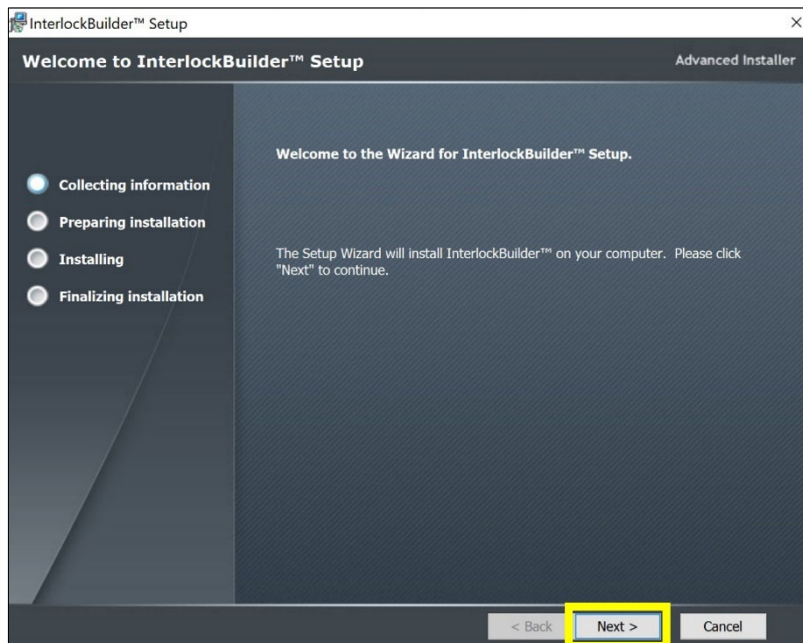 InterlockBuilder™ Setup
Welcome to InterlockBuilder™ Setup
Advanced Installer
Welcome to the Wizard for InterlockBuilder™ Setup.
Collecting information
Preparing installation
Installing
Finalizing installation
The Setup Wizard will install InterlockBuilder™ on your computer. Please click
"Next" to continue.
< Back
Next >
Cancel